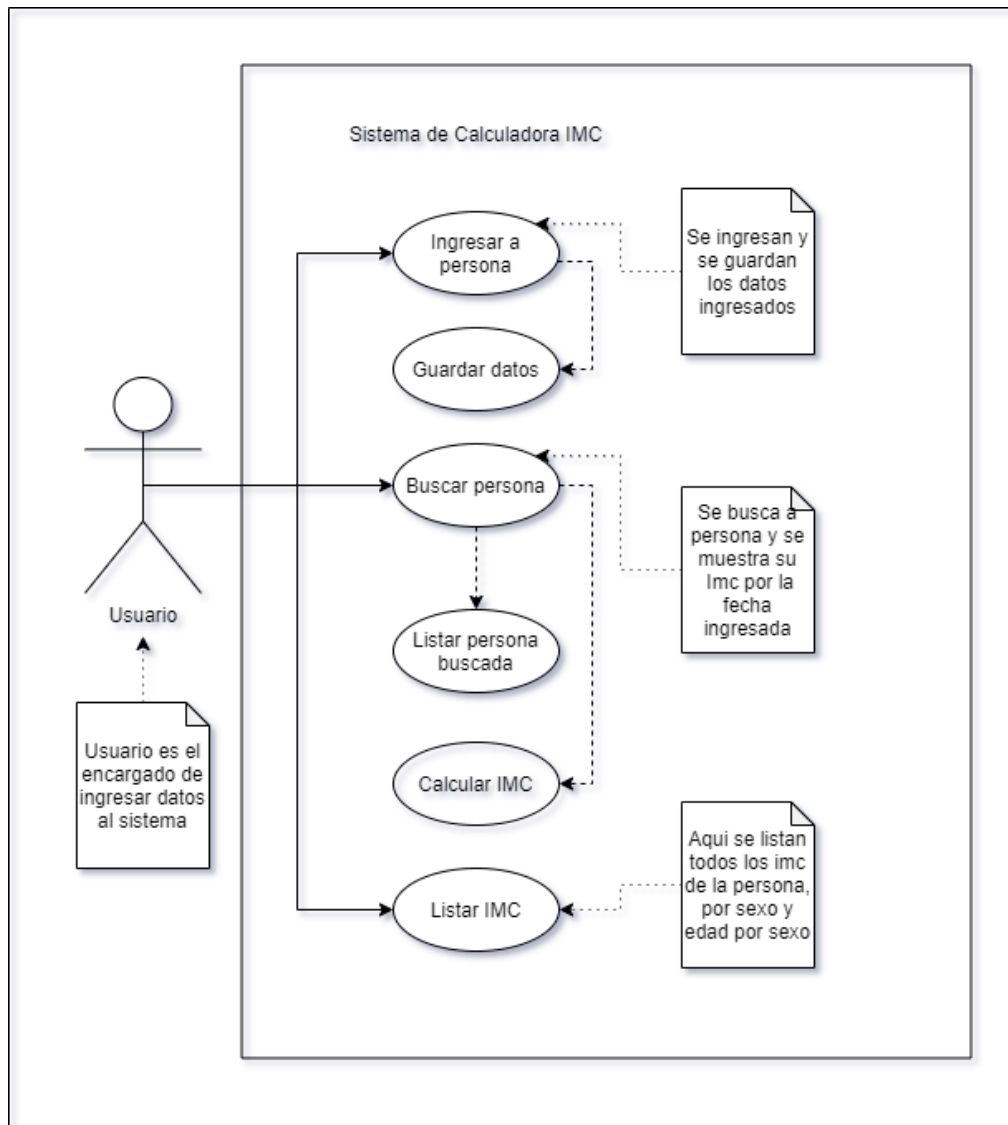 Sistema de Calculadora IMC
Ingresar a
persona
Se ingresan y
se guardan
los datos
ingresados
Guardar datos
Buscar persona
Se busca a
persona y se
muestra su
Imc por la
fecha
ingresada
Usuario
Listar persona
buscada
Usuario es el
encargado de
ingresar datos
al sistema
Calcular IMC
Aqui se listan
todos los imc
de la persona,
por sexo y
edad por sexo
Listar IMC